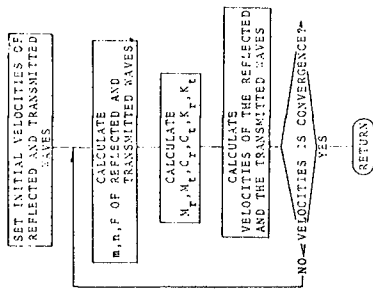 SET INITIAL VELOCITIES OF
REFLECTED AND TRANSMITTED
WAVES
CALCULATE
m,n,F OF REFLECTED AND
TRANSMITTED WAVES
CALCULATE
Mr,Mt,Cr,Ct,Kr,Kt
CALCULATE
VELOCITIES OF THE REFLECTED
AND THE TRANSMITTED WAVES
NO VELOCITIES IS CONVERGENCE?
YES
RETURN